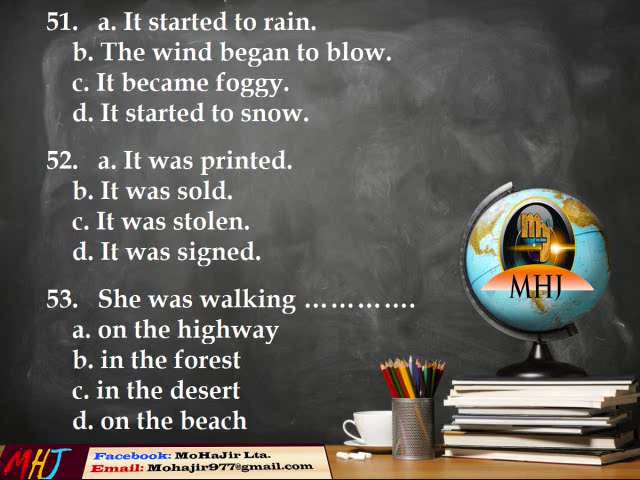 51. a. It started to rain.
b. The wind began to blow.
c. It became foggy.
d. It started to snow.
52. a. It was printed.
b. It was sold.
c. It was stolen.
d. It was signed.
53. She was walking ………….
a. on the highway
b. in the forest
c. in the desert
d. on the beach
MHJ
MHJ
Facebook: MoHaJir Lta.
Email: Mohajir977@gmail.com